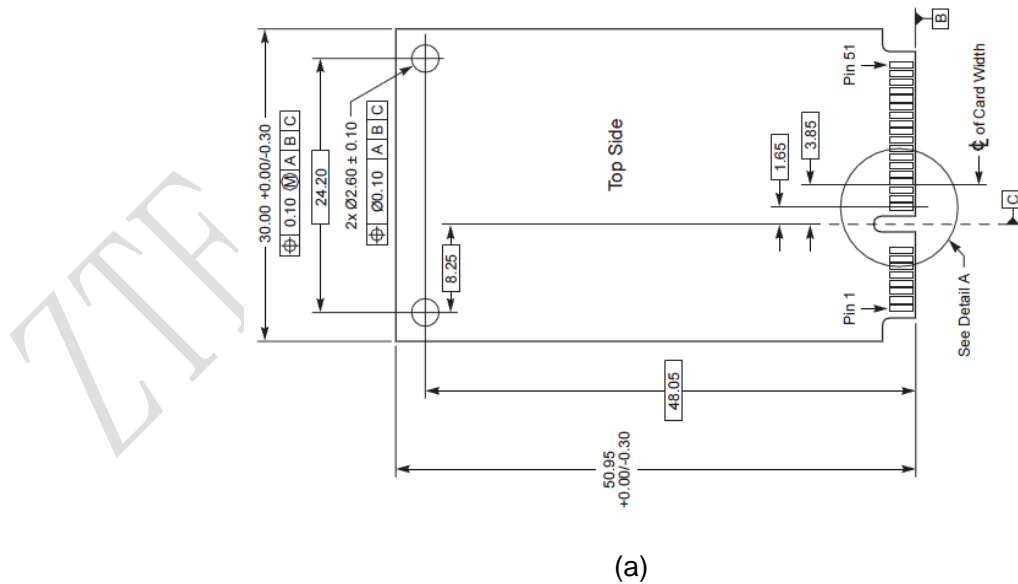 B
30.00 +0.00/-0.30
⌖ 0.10 Ⓜ A B C
24.20
2x Ø2.60 ± 0.10
⌖ Ø0.10 A B C
8.25
Top Side
1.65
3.85
Pin 51
℄ of Card Width
C
Pin 1
See Detail A
48.05
50.95
+0.00/-0.30
(a)